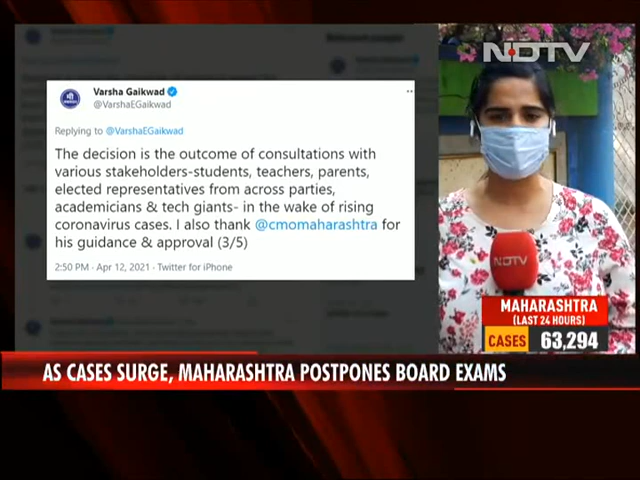 NDTV
Varsha Gaikwad
@VarshaEGaikwad
Replying to @VarshaEGaikwad
The decision is the outcome of consultations with
various stakeholders-students, teachers, parents,
elected representatives from across parties,
academicians & tech giants- in the wake of rising
coronavirus cases. I also thank @cmomaharashtra for
his guidance & approval (3/5)
2:50 PM · Apr 12, 2021 · Twitter for iPhone
NDTV
MAHARASHTRA
(LAST 24 HOURS)
CASES 63,294
AS CASES SURGE, MAHARASHTRA POSTPONES BOARD EXAMS